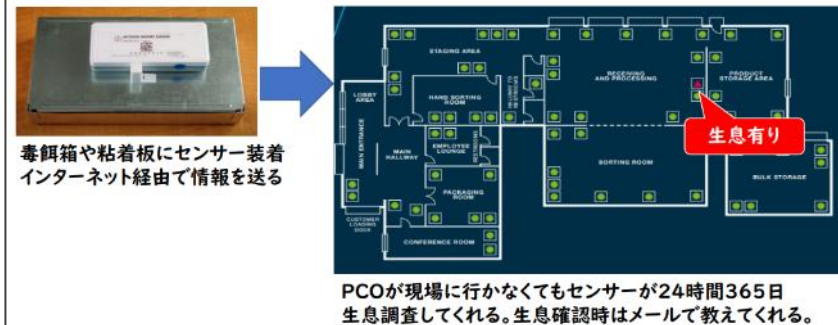 毒餌箱や粘着板にセンサー装着
インターネット経由で情報を送る
STAGING AREA
LOBBY
AREA
HAND SORTING
ROOM
RECEIVING
AND PROCESSING
PRODUCT
STORAGE AREA
生息有り
MAIN ENTRANCE
MAIN
HALLWAY
EMPLOYEE
LOUNGE
RESTROOMS
SORTING ROOM
PACKAGING
ROOM
BULK STORAGE
CUSTOMER
LOADING
DOCK
CONFERENCE ROOM
PCOが現場に行かなくてもセンサーが24時間365日
生息調査してくれる。生息確認時はメールで教えてくれる。